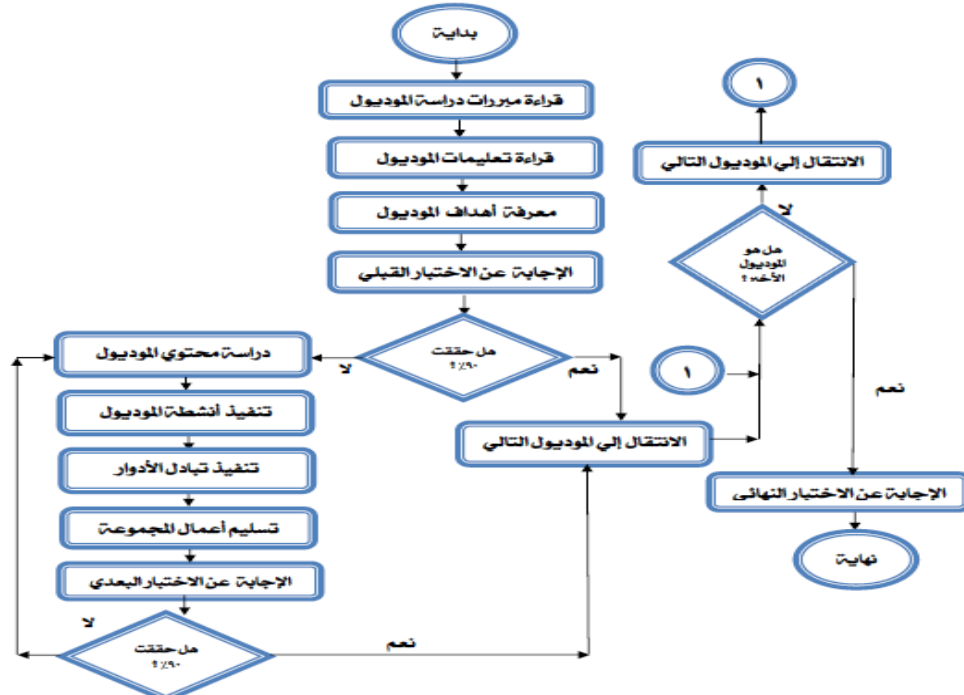 بداية
قراءة مبررات دراسة الموديول
قراءة تعليمات الموديول
معرفة أهداف الموديول
الإجابة عن الاختبار القبلي
هل حققت
٩٠٪ ؟
لا
نعم
دراسة محتوي الموديول
تنفيذ أنشطة الموديول
تنفيذ تبادل الأدوار
تسليم أعمال المجموعة
الإجابة عن الاختبار البعدي
هل حققت
٩٠٪ ؟
لا
نعم
الانتقال إلي الموديول التالي
١
هل هو
الموديول
الأخير؟
لا
نعم
الانتقال إلي الموديول التالي
١
الإجابة عن الاختبار النهائي
نهاية